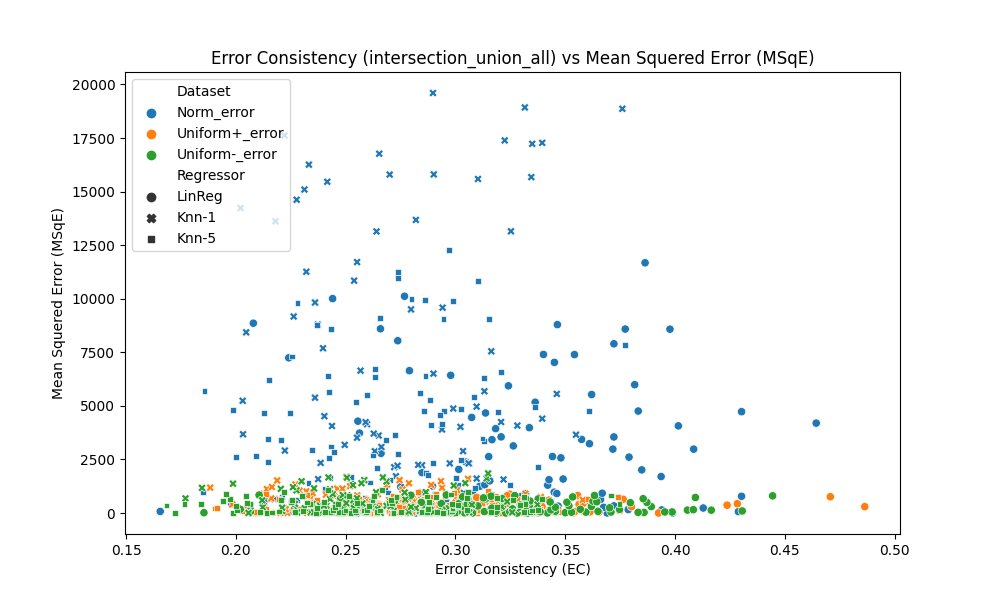 Error Consistency (intersection_union_all) vs Mean Squered Error (MSqE)
Dataset
Norm_error
Uniform+_error
Uniform-_error
Regressor
LinReg
Knn-1
Knn-5
Mean Squered Error (MSqE)
20000
17500
15000
12500
10000
7500
5000
2500
0
0.15 0.20 0.25 0.30 0.35 0.40 0.45 0.50
Error Consistency (EC)